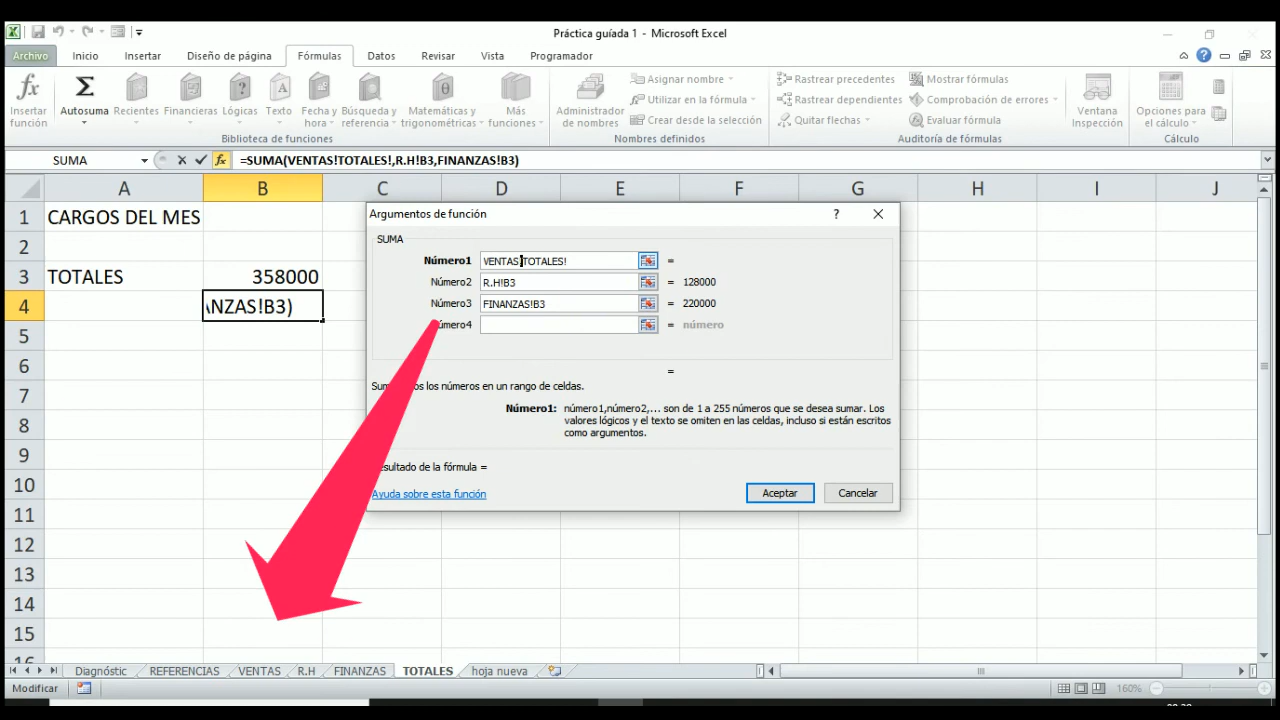 Práctica guíada 1 - Microsoft Excel
Archivo Inicio Insertar Diseño de página Fórmulas Datos Revisar Vista Programador
Insertar función
Autosuma
Recientes
Financieras
Lógicas
Texto
Fecha y hora
Búsqueda y referencia
Matemáticas y trigonométricas
Más funciones
Biblioteca de funciones
Administrador de nombres
Asignar nombre
Utilizar en la fórmula
Crear desde la selección
Nombres definidos
Rastrear precedentes
Rastrear dependientes
Quitar flechas
Mostrar fórmulas
Comprobación de errores
Evaluar fórmula
Auditoría de fórmulas
Ventana Inspección
Opciones para el cálculo
Cálculo
SUMA =SUMA(VENTAS!TOTALES!,R.H!B3,FINANZAS!B3)
A B C D E F G H I J
1 CARGOS DEL MES
2
3 TOTALES 358000
4 NZAS!B3)
5
6
7
8
9
10
11
12
13
14
15
16
Argumentos de función ?
SUMA
Número1 VENTAS!TOTALES! =
Número2 R.H!B3 = 128000
Número3 FINANZAS!B3 = 220000
úmero4 = número
=
los números en un rango de celdas.
Número1: número1,número2,... son de 1 a 255 números que se desea sumar. Los
valores lógicos y el texto se omiten en las celdas, incluso si están escritos
como argumentos.
esultado de la fórmula =
Ayuda sobre esta función
Aceptar Cancelar
Diagnóstic REFERENCIAS VENTAS R.H FINANZAS TOTALES hoja nueva
Modificar 160%